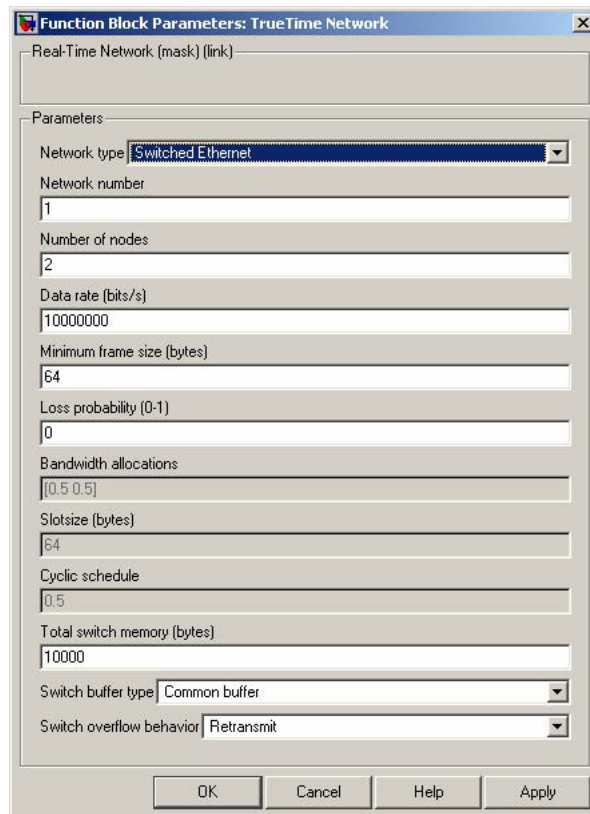 Function Block Parameters: TrueTime Network
Real-Time Network (mask) (link)
Parameters
Network type Switched Ethernet
Network number
1
Number of nodes
2
Data rate (bits/s)
10000000
Minimum frame size (bytes)
64
Loss probability (0-1)
0
Bandwidth allocations
[0.5 0.5]
Slotsize (bytes)
64
Cyclic schedule
0.5
Total switch memory (bytes)
10000
Switch buffer type Common buffer
Switch overflow behavior Retransmit
OK Cancel Help Apply